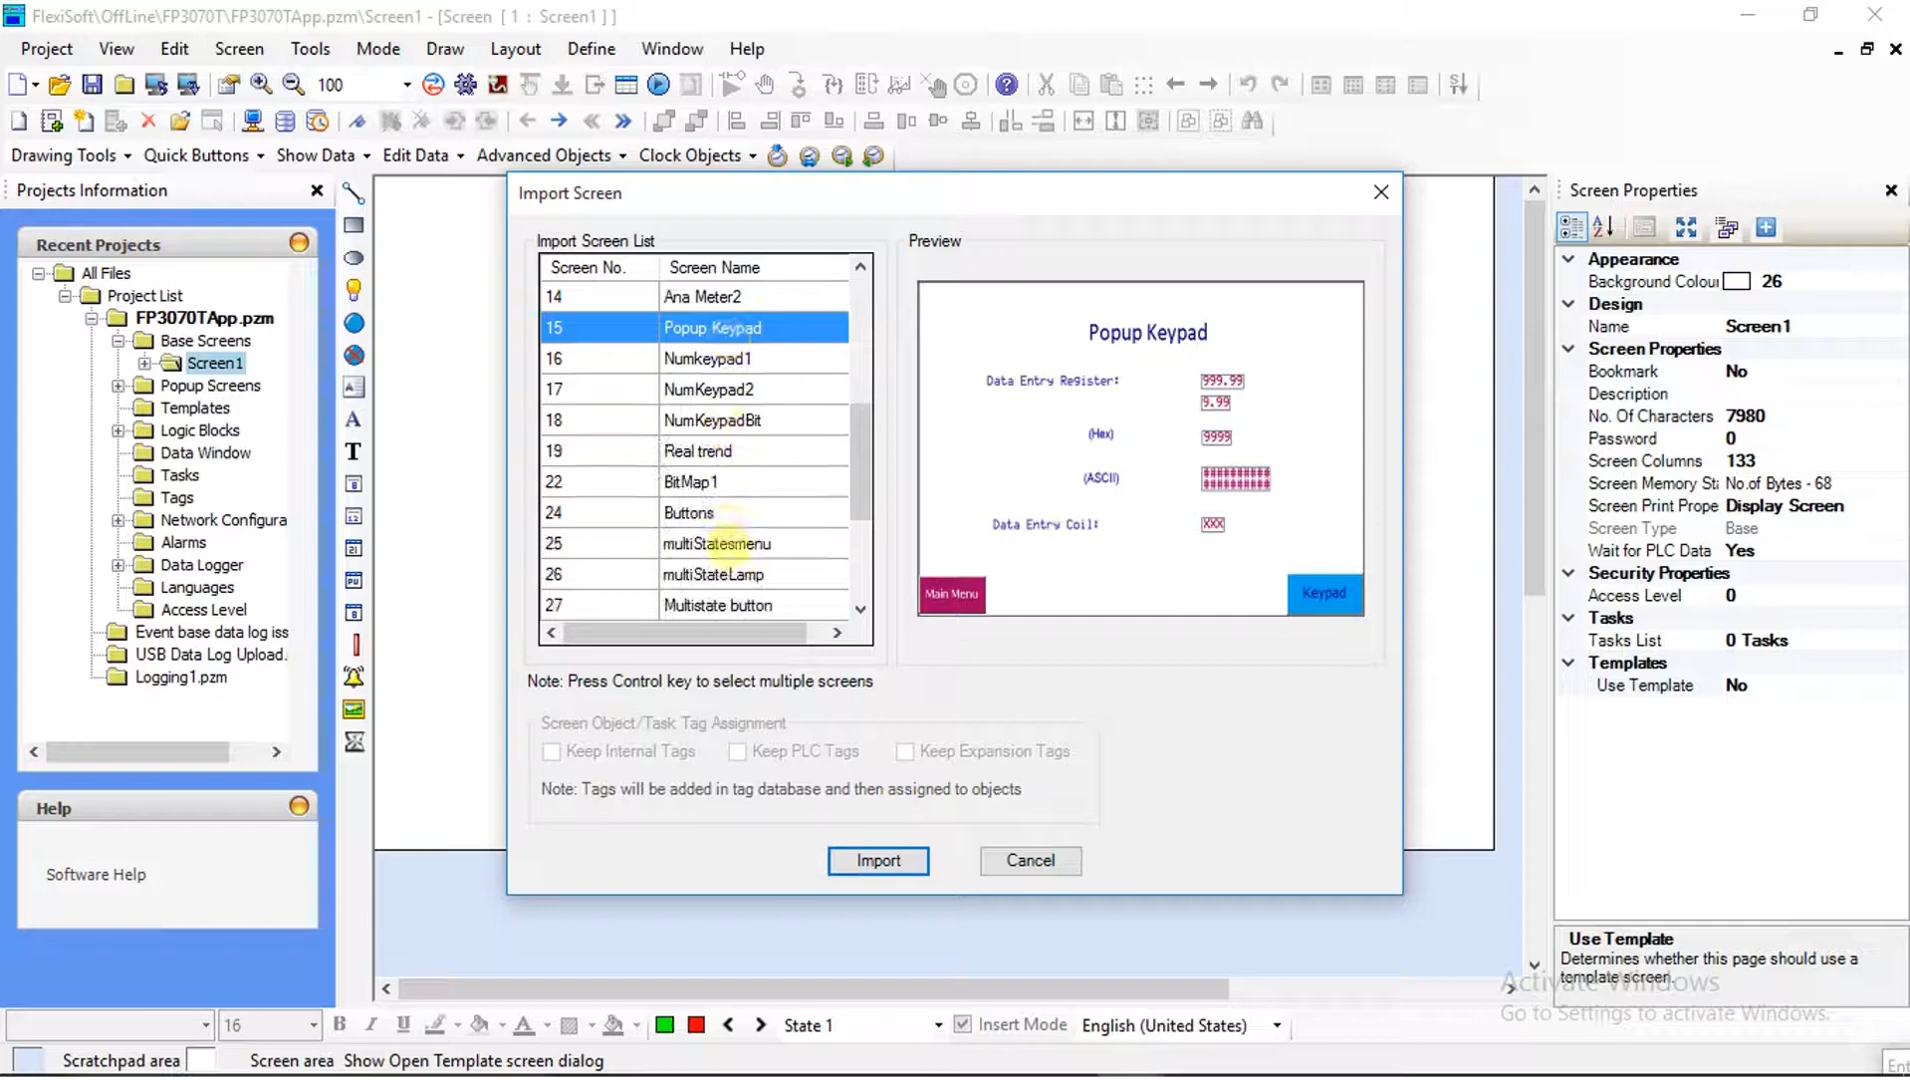 FlexiSoft\OffLine\FP3070T\FP3070TApp.pzm\Screen1 - [Screen [ 1 : Screen1 ] ]
Project View Edit Screen Tools Mode Draw Layout Define Window Help
100
Drawing Tools Quick Buttons Show Data Edit Data Advanced Objects Clock Objects
Projects Information
Recent Projects
All Files
Project List
FP3070TApp.pzm
Base Screens
Screen1
Popup Screens
Templates
Logic Blocks
Data Window
Tasks
Tags
Network Configura
Alarms
Data Logger
Languages
Access Level
Event base data log iss
USB Data Log Upload.
Logging1.pzm
Help
Software Help
Import Screen
Import Screen List
Screen No. Screen Name
14 Ana Meter2
15 Popup Keypad
16 Numkeypad1
17 NumKeypad2
18 NumKeypadBit
19 Real trend
22 BitMap1
24 Buttons
25 multiStatesmenu
26 multiStateLamp
27 Multistate button
Preview
Popup Keypad
Data Entry Register: 999.99
9.99
(Hex) 9999
(ASCII) ##########
##########
Data Entry Coil: XXX
Main Menu Keypad
Note: Press Control key to select multiple screens
Screen Object/Task Tag Assignment
Keep Internal Tags Keep PLC Tags Keep Expansion Tags
Note: Tags will be added in tag database and then assigned to objects
Import Cancel
Screen Properties
Appearance
Background Colou 26
Design
Name Screen1
Screen Properties
Bookmark No
Description
No. Of Characters 7980
Password 0
Screen Columns 133
Screen Memory Sta No.of Bytes - 68
Screen Print Prope Display Screen
Screen Type Base
Wait for PLC Data Yes
Security Properties
Access Level 0
Tasks
Tasks List 0 Tasks
Templates
Use Template No
Use Template
Determines whether this page should use a
template screen.
Activate Windows
Go to Settings to activate Windows.
16 B I U A State 1 Insert Mode English (United States)
Scratchpad area Screen area Show Open Template screen dialog